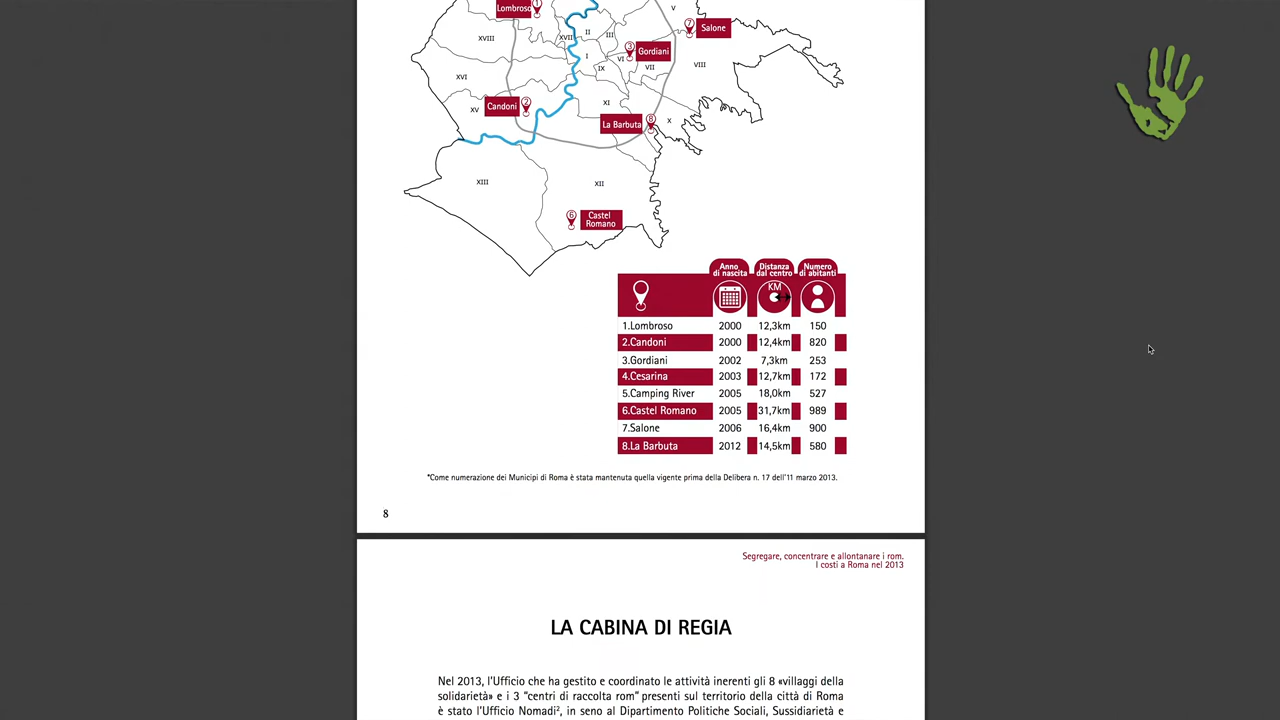 Lombroso
1
V
7
Salone
XVIII
XVII
II
III
3
Gordiani
I
VI
VII
VIII
IX
XVI
XV
Candoni
2
XI
La Barbuta
8
X
XIII
XII
6
Castel
Romano
Anno
di nascita
Distanza
dal centro
Numero
di abitanti
KM
1.Lombroso 2000 12,3km 150
2.Candoni 2000 12,4km 820
3.Gordiani 2002 7,3km 253
4.Cesarina 2003 12,7km 172
5.Camping River 2005 18,0km 527
6.Castel Romano 2005 31,7km 989
7.Salone 2006 16,4km 900
8.La Barbuta 2012 14,5km 580
*Come numerazione dei Municipi di Roma è stata mantenuta quella vigente prima della Delibera n. 17 dell'11 marzo 2013.
8
Segregare, concentrare e allontanare i rom.
I costi a Roma nel 2013
LA CABINA DI REGIA
Nel 2013, l'Ufficio che ha gestito e coordinato le attività inerenti gli 8 «villaggi della
solidarietà» e i 3 "centri di raccolta rom" presenti sul territorio della città di Roma
è stato l'Ufficio Nomadi², in seno al Dipartimento Politiche Sociali, Sussidiarietà e